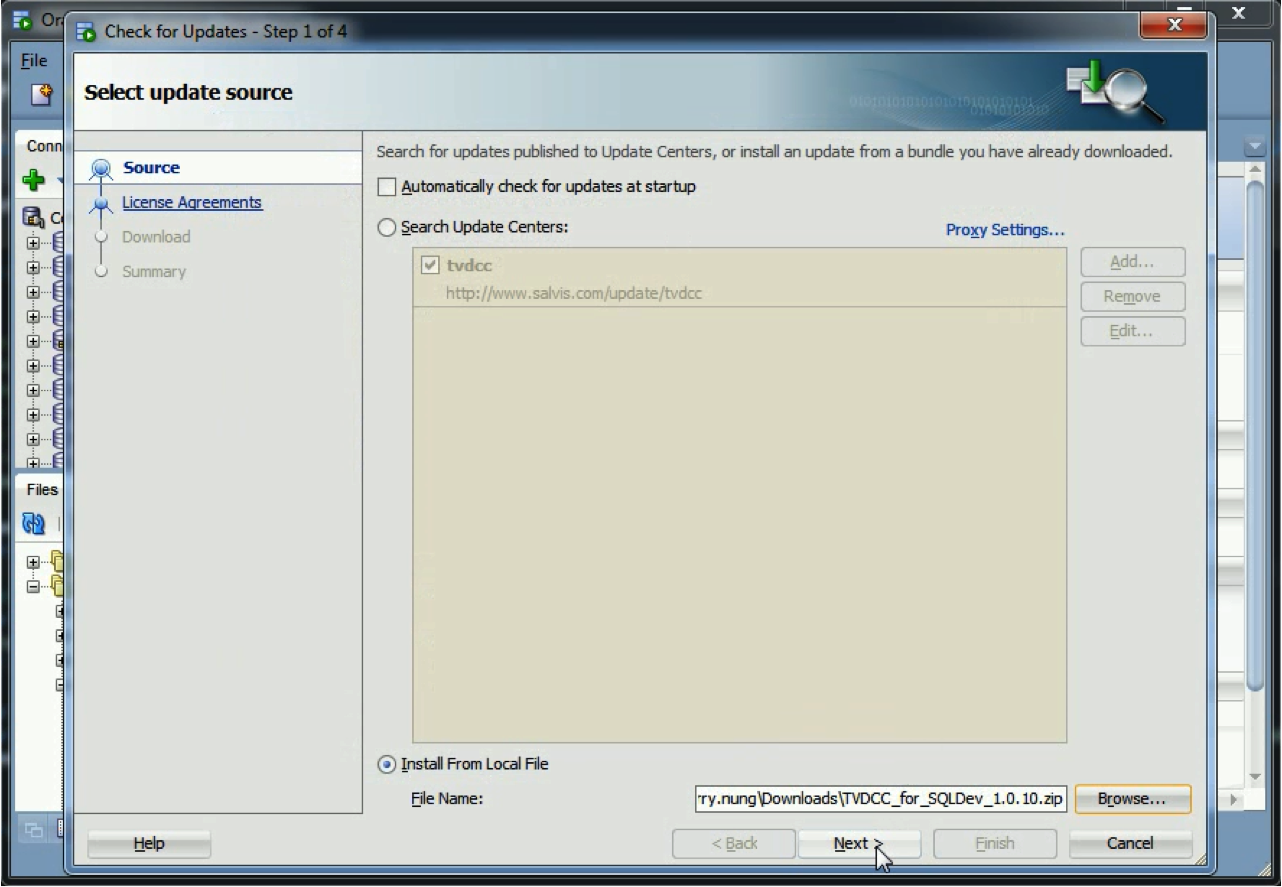 Check for Updates - Step 1 of 4
File
Select update source
Conn
Source
License Agreements
Download
Summary
Files
Search for updates published to Update Centers, or install an update from a bundle you have already downloaded.
Automatically check for updates at startup
Search Update Centers:
Proxy Settings...
tvdcc
http://www.salvis.com/update/tvdcc
Add...
Remove
Edit...
Install From Local File
File Name:
rry.nung\Downloads\TVDCC_for_SQLDev_1.0.10.zip
Browse...
Help
< Back
Next >
Finish
Cancel